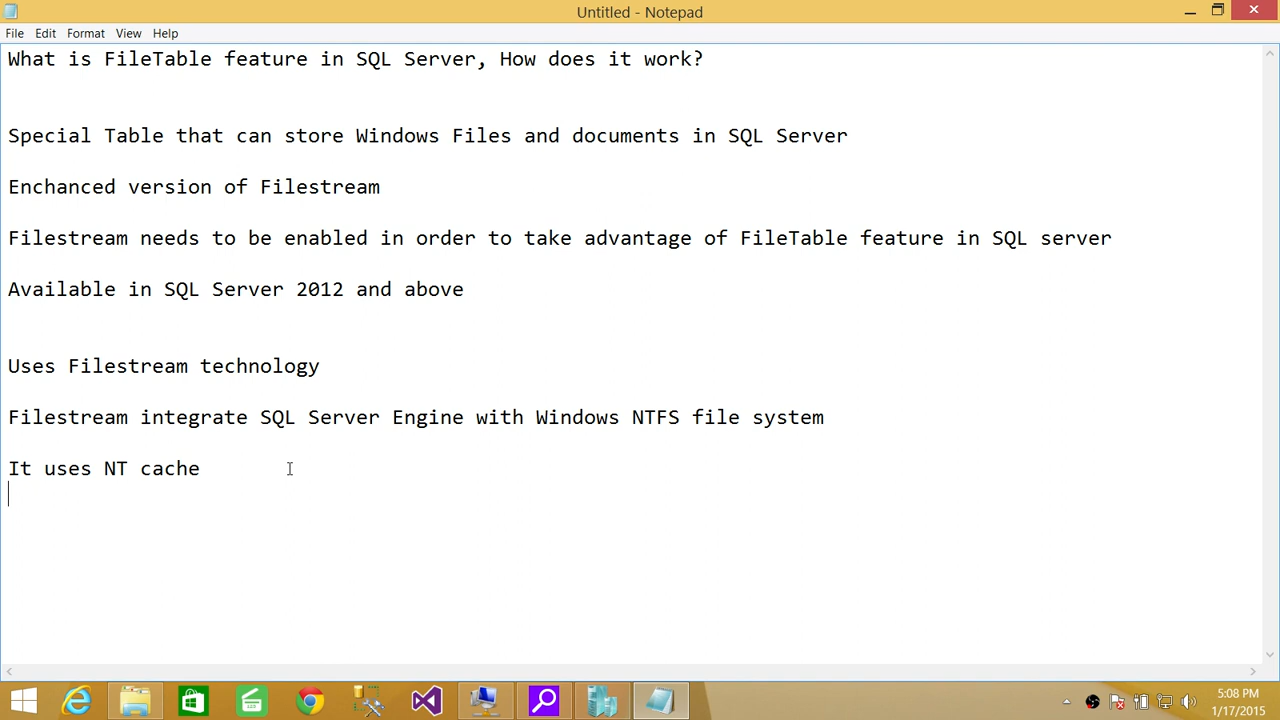 Untitled - Notepad
File Edit Format View Help
What is FileTable feature in SQL Server, How does it work?
Special Table that can store Windows Files and documents in SQL Server
Enchanced version of Filestream
Filestream needs to be enabled in order to take advantage of FileTable feature in SQL server
Available in SQL Server 2012 and above
Uses Filestream technology
Filestream integrate SQL Server Engine with Windows NTFS file system
It uses NT cache
5:08 PM
1/17/2015